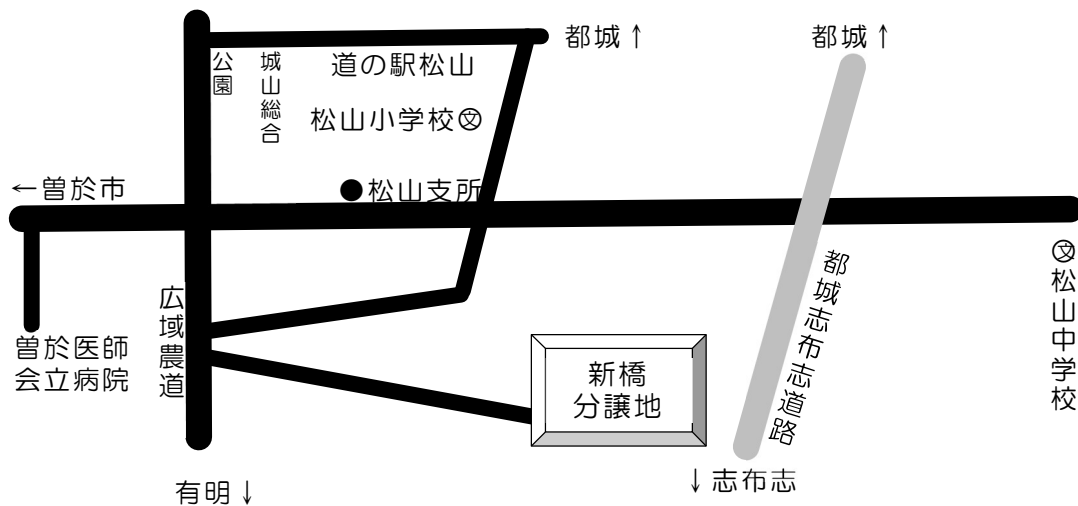 都城↑
都城↑
公園
城山総合
道の駅松山
松山小学校㊫
←曽於市
●松山支所
広域農道
曽於医師
会立病院
新橋
分譲地
都城志布志道路
㊫松山中学校
有明↓
↓志布志